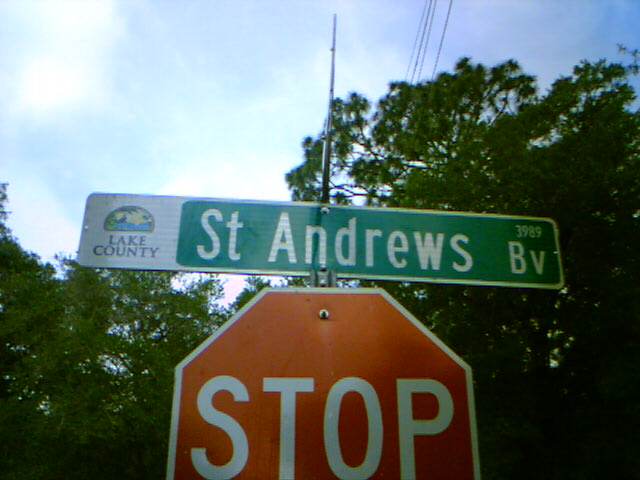 LAKE
COUNTY
St Andrews
3989
Bv
STOP